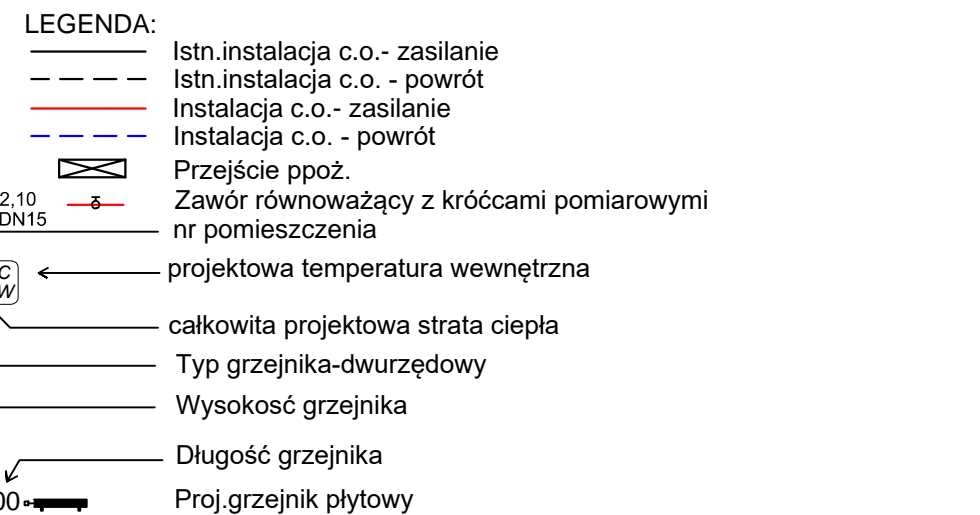 LEGENDA:
Istn.instalacja c.o.- zasilanie
Istn.instalacja c.o. - powrót
Instalacja c.o.- zasilanie
Instalacja c.o. - powrót
Przejście ppoż.
2,10
DN15
Zawór równoważący z króćcami pomiarowymi
nr pomieszczenia
C
W
projektowa temperatura wewnętrzna
całkowita projektowa strata ciepła
Typ grzejnika-dwurzędowy
Wysokosć grzejnika
Długość grzejnika
00
Proj.grzejnik płytowy